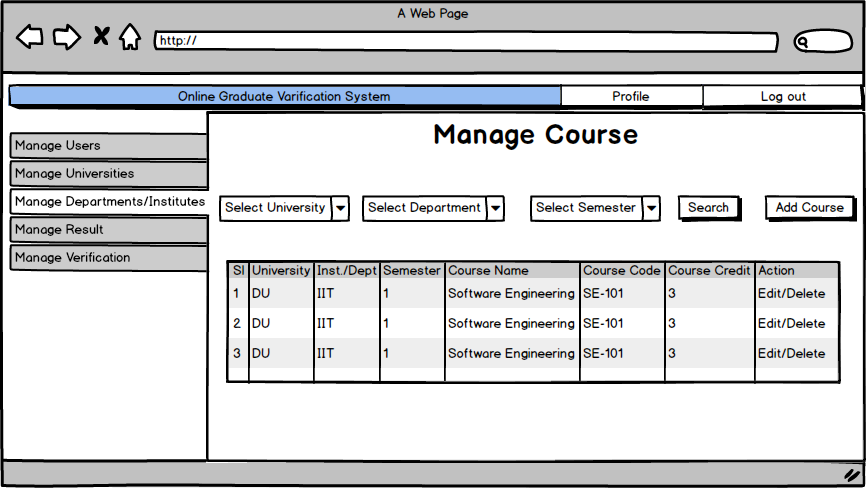 A Web Page
http://
Online Graduate Varification System Profile Log out
Manage Course
Manage Users
Manage Universities
Manage Departments/Institutes
Manage Result
Manage Verification
Select University Select Department Select Semester Search Add Course
Sl University Inst./Dept Semester Course Name Course Code Course Credit Action
1 DU IIT 1 Software Engineering SE-101 3 Edit/Delete
2 DU IIT 1 Software Engineering SE-101 3 Edit/Delete
3 DU IIT 1 Software Engineering SE-101 3 Edit/Delete